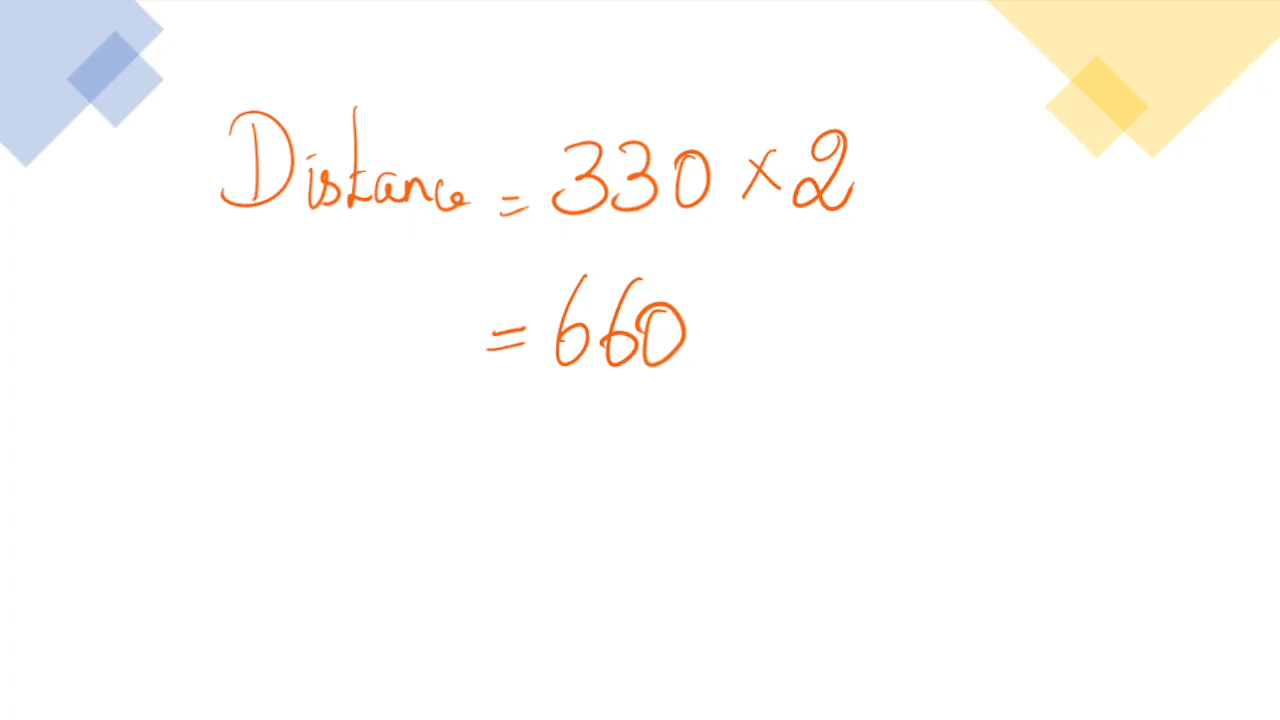 Distance = 330 × 2
= 660